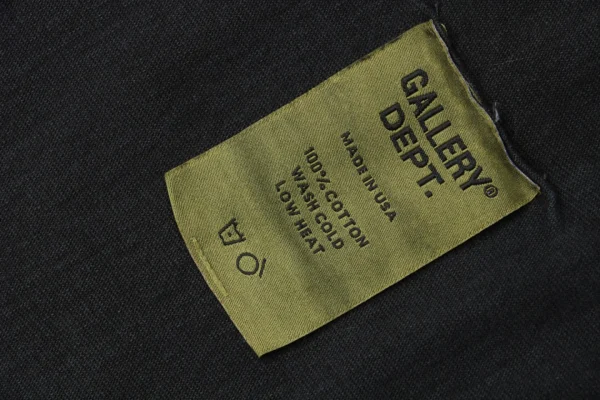 GALLERY
DEPT.®
MADE IN USA
100% COTTON
WASH COLD
LOW HEAT